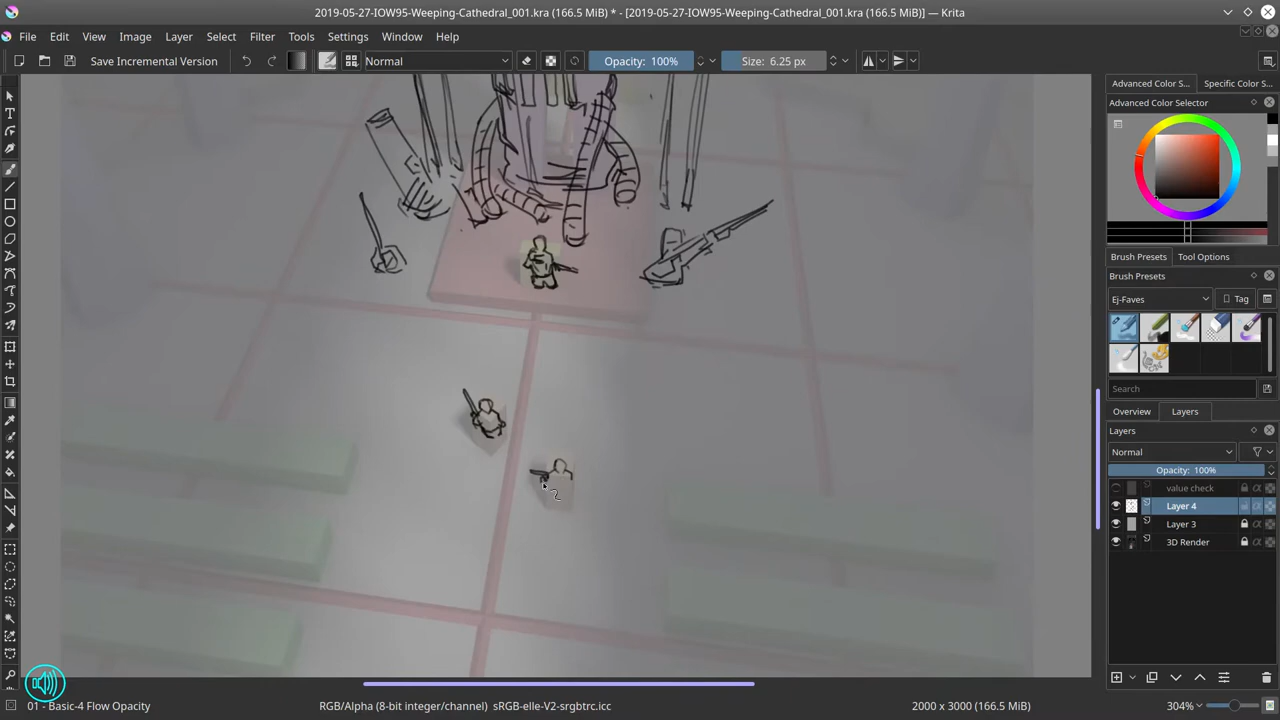 2019-05-27-IOW95-Weeping-Cathedral_001.kra (166.5 MiB) * - [2019-05-27-IOW95-Weeping-Cathedral_001.kra (166.5 MiB)] — Krita
File Edit View Image Layer Select Filter Tools Settings Window Help
Save Incremental Version Normal Opacity: 100% Size: 6.25 px
Advanced Color S... Specific Color S...
Advanced Color Selector
Brush Presets Tool Options
Brush Presets
Ej-Faves Tag
Search
Overview Layers
Layers
Normal
Opacity: 100%
value check
Layer 4
Layer 3
3D Render
01 - Basic-4 Flow Opacity RGB/Alpha (8-bit integer/channel) sRGB-elle-V2-srgbtrc.icc 2000 x 3000 (166.5 MiB) 304%